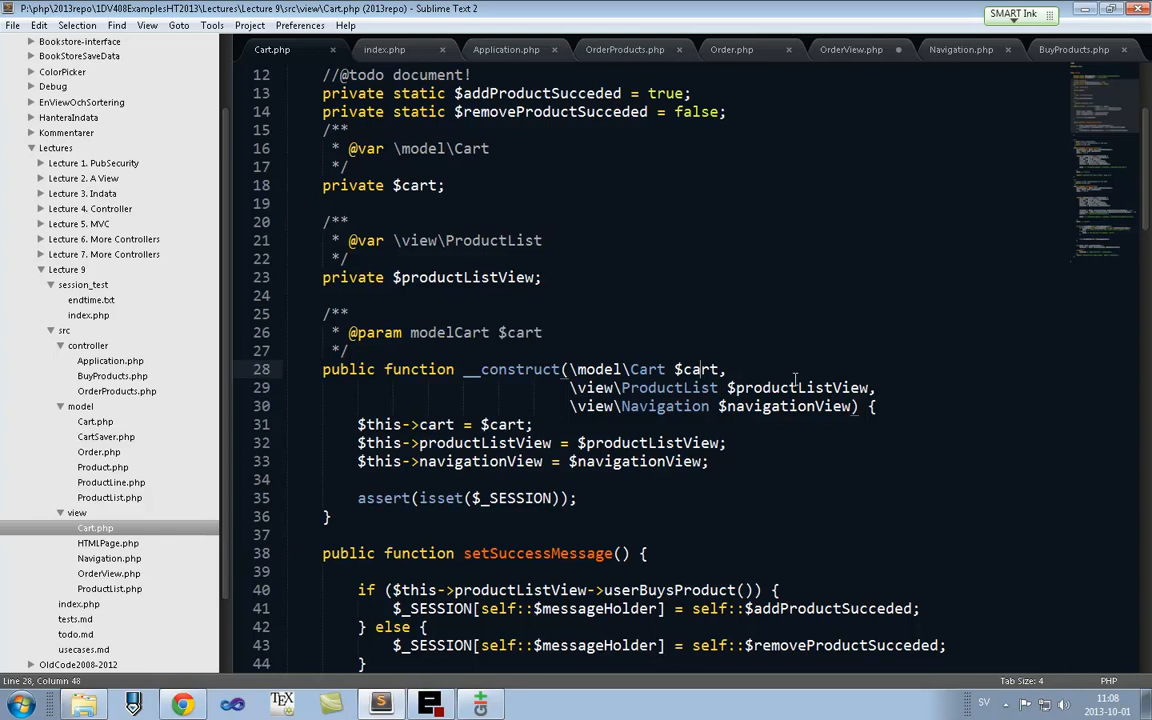 P:\php\2013repo\1DV408ExamplesHT2013\Lectures\Lecture 9\src\view\Cart.php (2013repo) - Sublime Text 2
SMART Ink
File Edit Selection Find View Goto Tools Project Preferences Help
Cart.php × index.php × Application.php × OrderProducts.php × Order.php × OrderView.php Navigation.php × BuyProducts.php ×
Bookstore-interface
BookStoreSaveData
ColorPicker
Debug
EnViewOchSortering
HanteraIndata
Kommentarer
Lectures
Lecture 1. PubSecurity
Lecture 2. A View
Lecture 3. Indata
Lecture 4. Controller
Lecture 5. MVC
Lecture 6. More Controllers
Lecture 7. More Controllers
Lecture 9
session_test
endtime.txt
index.php
src
controller
Application.php
BuyProducts.php
OrderProducts.php
model
Cart.php
CartSaver.php
Order.php
Product.php
ProductLine.php
ProductList.php
view
Cart.php
HTMLPage.php
Navigation.php
OrderView.php
ProductList.php
index.php
tests.md
todo.md
usecases.md
OldCode2008-2012
12 //@todo document!
13 private static $addProductSucceded = true;
14 private static $removeProductSucceded = false;
15 /**
16 * @var \model\Cart
17 */
18 private $cart;
19
20 /**
21 * @var \view\ProductList
22 */
23 private $productListView;
24
25 /**
26 * @param modelCart $cart
27 */
28 public function __construct(\model\Cart $cart,
29 \view\ProductList $productListView,
30 \view\Navigation $navigationView) {
31 $this->cart = $cart;
32 $this->productListView = $productListView;
33 $this->navigationView = $navigationView;
34
35 assert(isset($_SESSION));
36 }
37
38 public function setSuccessMessage() {
39
40 if ($this->productListView->userBuysProduct()) {
41 $_SESSION[self::$messageHolder] = self::$addProductSucceded;
42 } else {
43 $_SESSION[self::$messageHolder] = self::$removeProductSucceded;
44 }
Line 28, Column 48 Tab Size: 4 PHP
TEX SV 11:08
2013-10-01